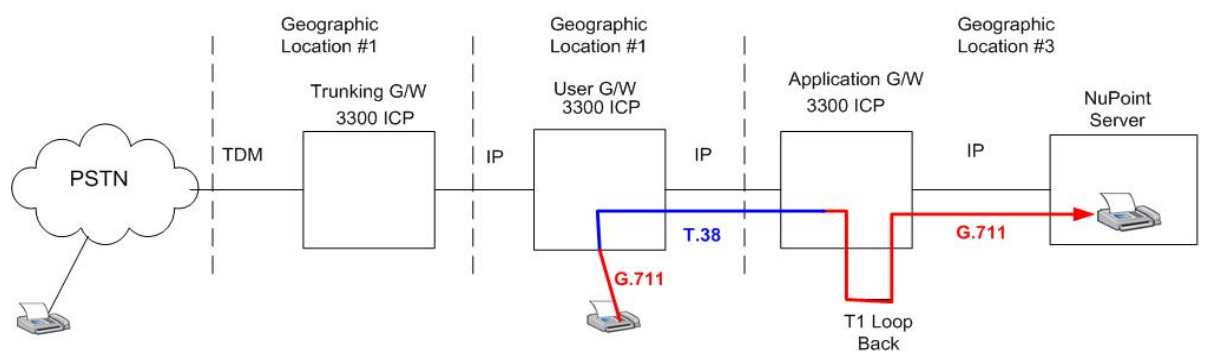 Geographic
Location #1
Geographic
Location #1
Geographic
Location #3
Trunking G/W
3300 ICP
User G/W
3300 ICP
Application G/W
3300 ICP
NuPoint
Server
PSTN
TDM
IP
IP
IP
T.38
G.711
G.711
T1 Loop
Back